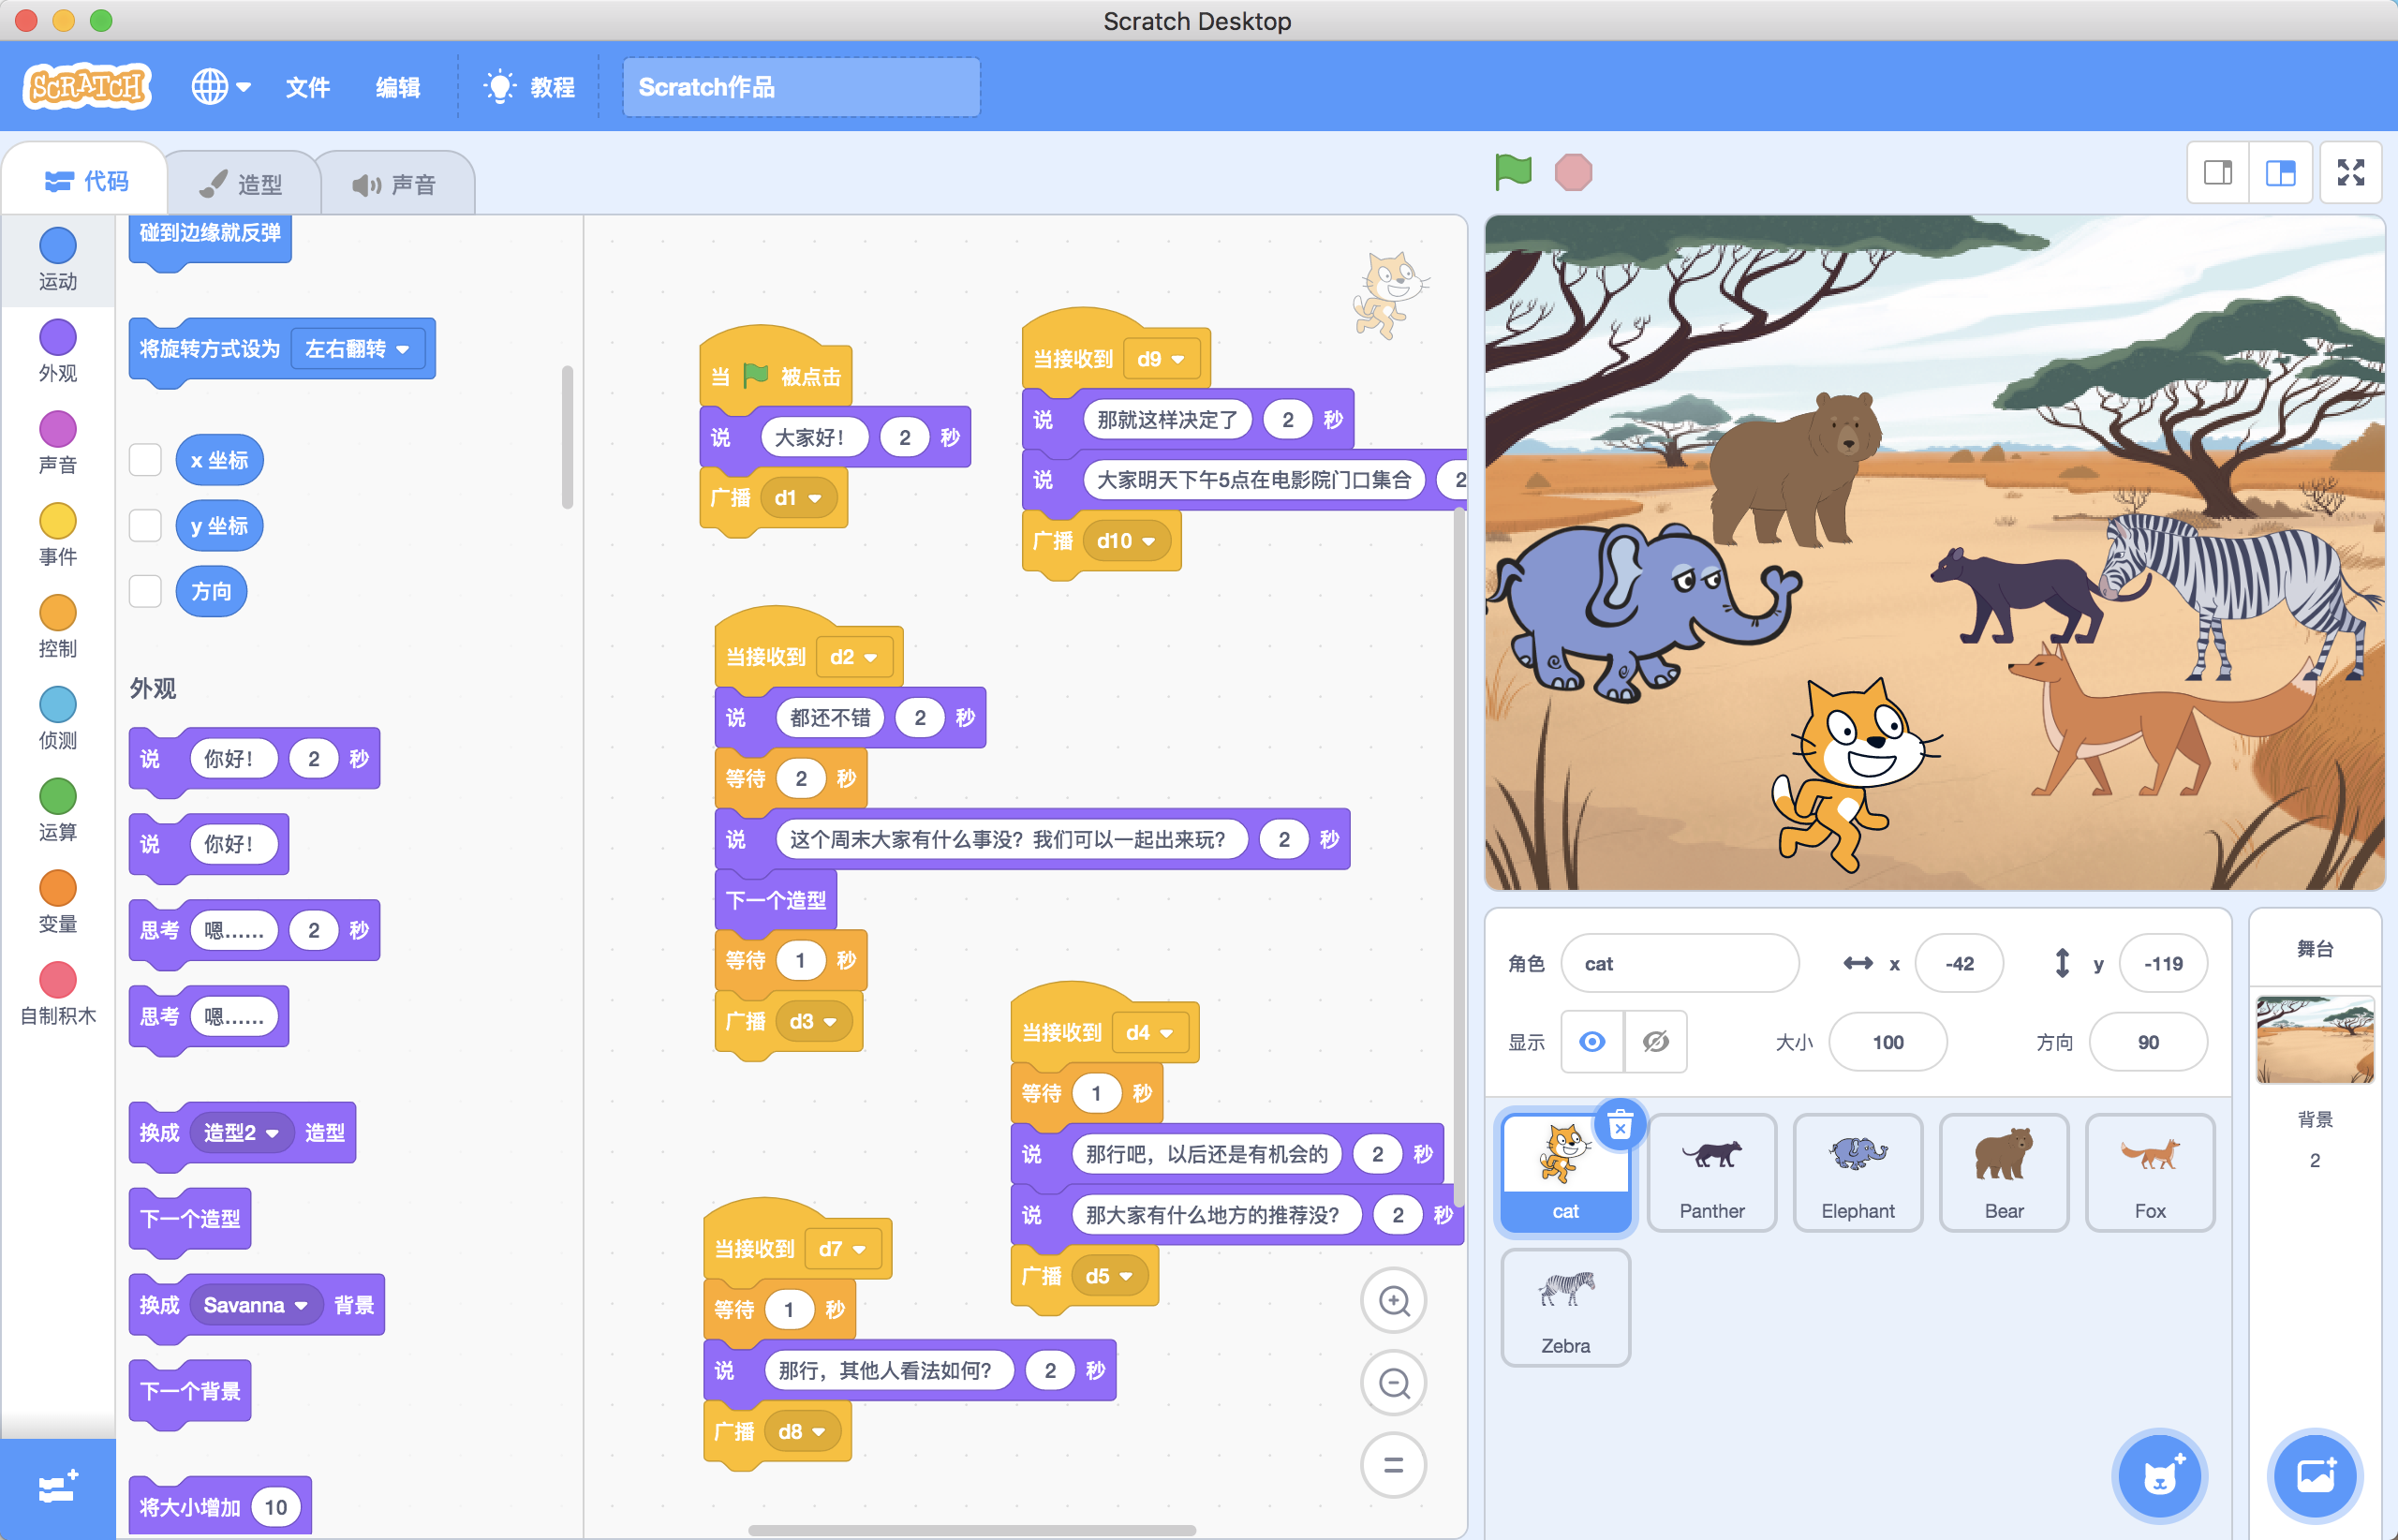 Scratch Desktop
SCRATCH 文件 编辑 教程 Scratch作品
代码 造型 声音
运动
外观
声音
事件
控制
侦测
运算
变量
自制积木
碰到边缘就反弹
将旋转方式设为 左右翻转
x 坐标
y 坐标
方向
外观
说 你好！ 2 秒
说 你好！
思考 嗯…… 2 秒
思考 嗯……
换成 造型2 造型
下一个造型
换成 Savanna 背景
下一个背景
将大小增加 10
当 被点击
说 大家好！ 2 秒
广播 d1
当接收到 d9
说 那就这样决定了 2 秒
说 大家明天下午5点在电影院门口集合 2
广播 d10
当接收到 d2
说 都还不错 2 秒
等待 2 秒
说 这个周末大家有什么事没？我们可以一起出来玩？ 2 秒
下一个造型
等待 1 秒
广播 d3
当接收到 d4
等待 1 秒
说 那行吧，以后还是有机会的 2 秒
说 那大家有什么地方的推荐没？ 2 秒
广播 d5
当接收到 d7
等待 1 秒
说 那行，其他人看法如何？ 2 秒
广播 d8
角色 cat x -42 y -119
显示 大小 100 方向 90
cat
Panther
Elephant
Bear
Fox
Zebra
舞台
背景
2